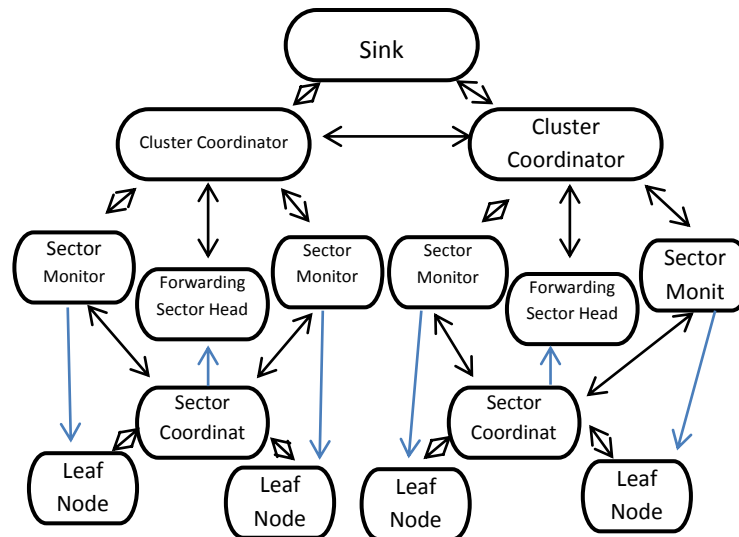 Sink
Cluster Coordinator
Cluster
Coordinator
Sector
Monitor
Forwarding
Sector Head
Sector
Monitor
Sector
Monitor
Forwarding
Sector Head
Sector
Monit
Sector
Coordinat
Sector
Coordinat
Leaf
Node
Leaf
Node
Leaf
Node
Leaf
Node